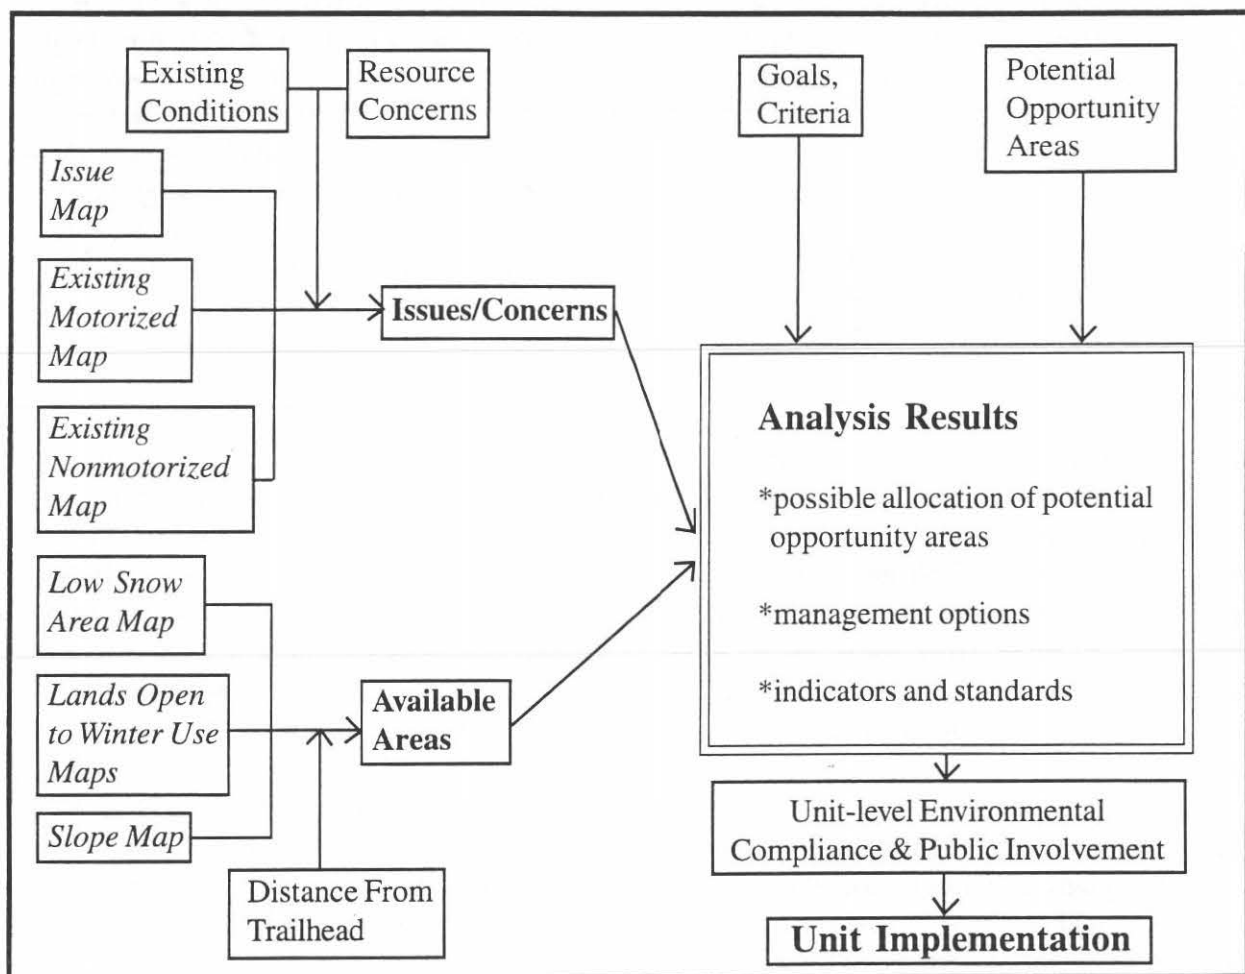 Existing
Conditions
Resource
Concerns
Goals,
Criteria
Potential
Opportunity
Areas
Issue
Map
Existing
Motorized
Map
Issues/Concerns
Existing
Nonmotorized
Map
Analysis Results
*possible allocation of potential
opportunity areas
*management options
*indicators and standards
Low Snow
Area Map
Lands Open
to Winter Use
Maps
Available
Areas
Slope Map
Distance From
Trailhead
Unit-level Environmental
Compliance & Public Involvement
Unit Implementation